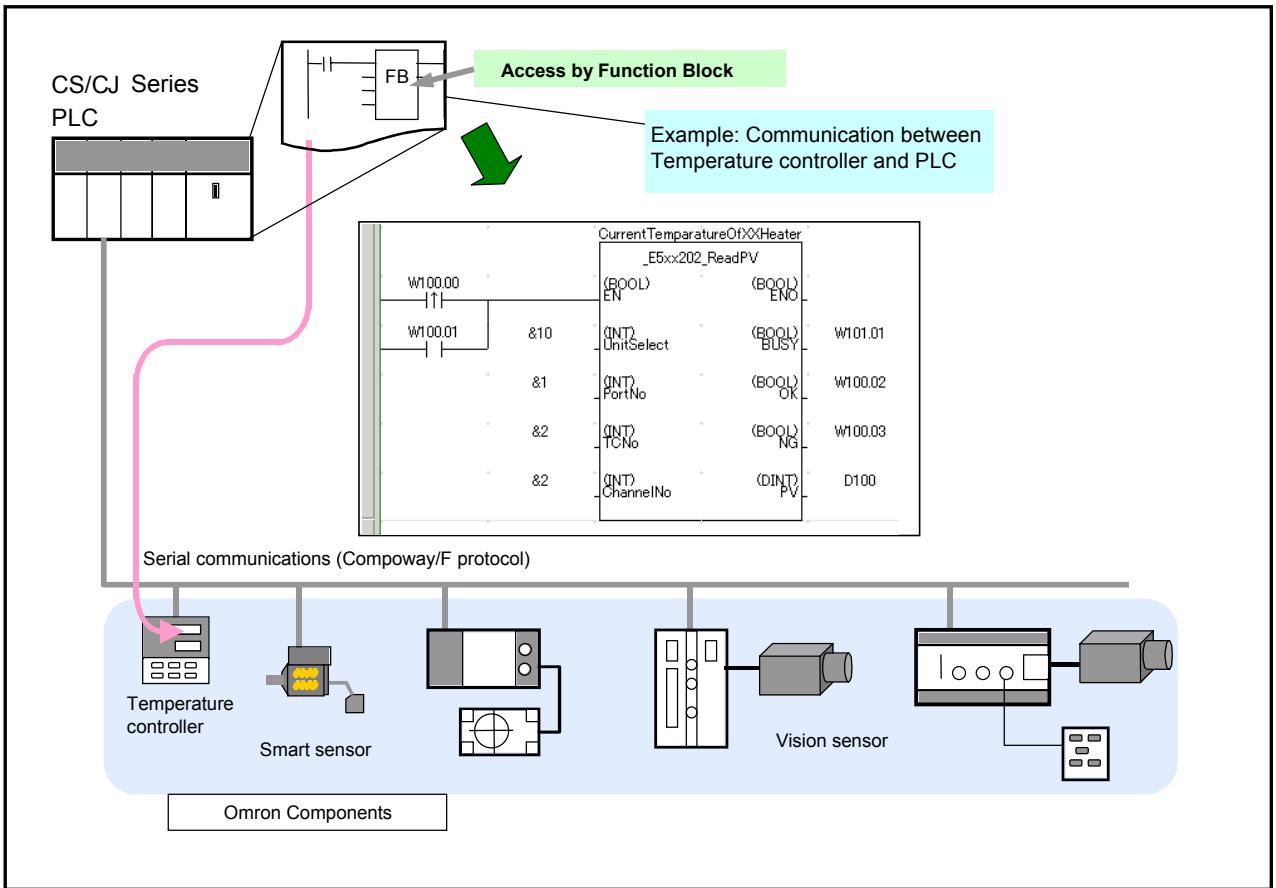 CS/CJ Series
PLC
FB
Access by Function Block
Example: Communication between
Temperature controller and PLC
CurrentTemparatureOfXXHeater
_E5xx202_ReadPV
W100.00
(BOOL)
EN
(BOOL)
ENO
W100.01
&10
(INT)
UnitSelect
(BOOL)
BUSY
W101.01
&1
(INT)
PortNo
(BOOL)
OK
W100.02
&2
(INT)
TCNo
(BOOL)
NG
W100.03
&2
(INT)
ChannelNo
(DINT)
PV
D100
Serial communications (Compoway/F protocol)
Temperature
controller
Smart sensor
Vision sensor
Omron Components